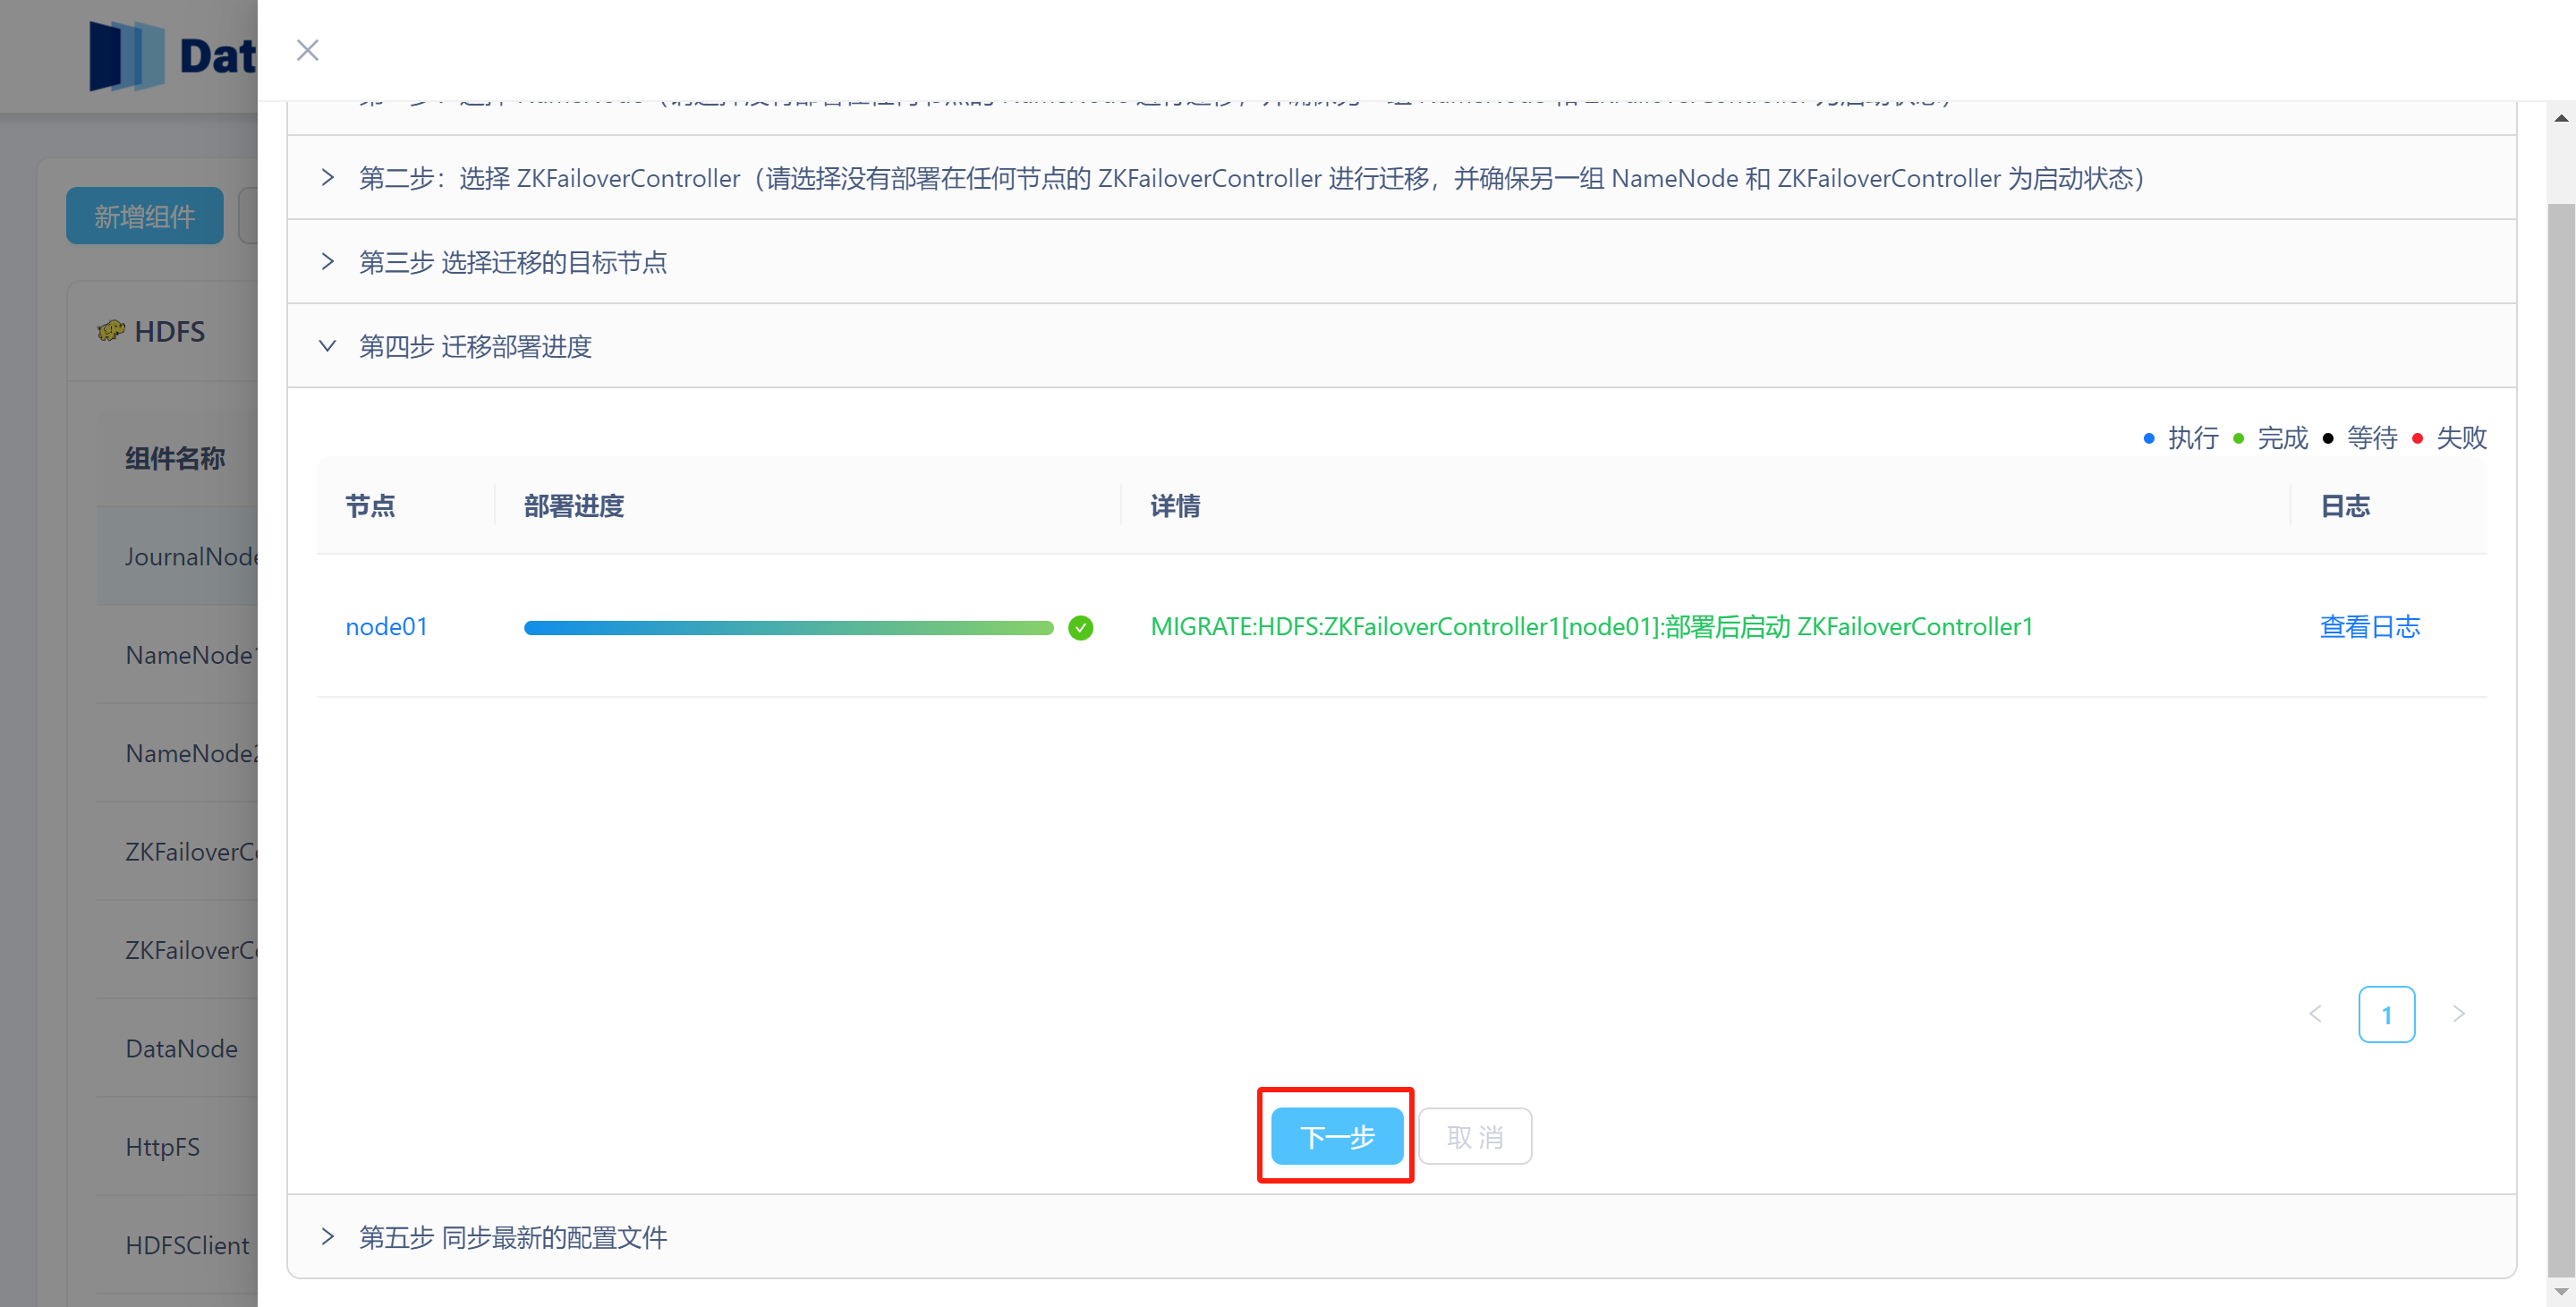 Dat
第二步：选择 ZKFailoverController（请选择没有部署在任何节点的 ZKFailoverController 进行迁移，并确保另一组 NameNode 和 ZKFailoverController 为启动状态）
新增组件
第三步 选择迁移的目标节点
HDFS
第四步 迁移部署进度
执行 完成 等待 失败
组件名称
节点 部署进度 详情 日志
JournalNode
node01 MIGRATE:HDFS:ZKFailoverController1[node01]:部署后启动 ZKFailoverController1 查看日志
NameNode1
NameNode2
ZKFailoverCo
ZKFailoverCo
DataNode
1
下一步 取 消
HttpFS
第五步 同步最新的配置文件
HDFSClient